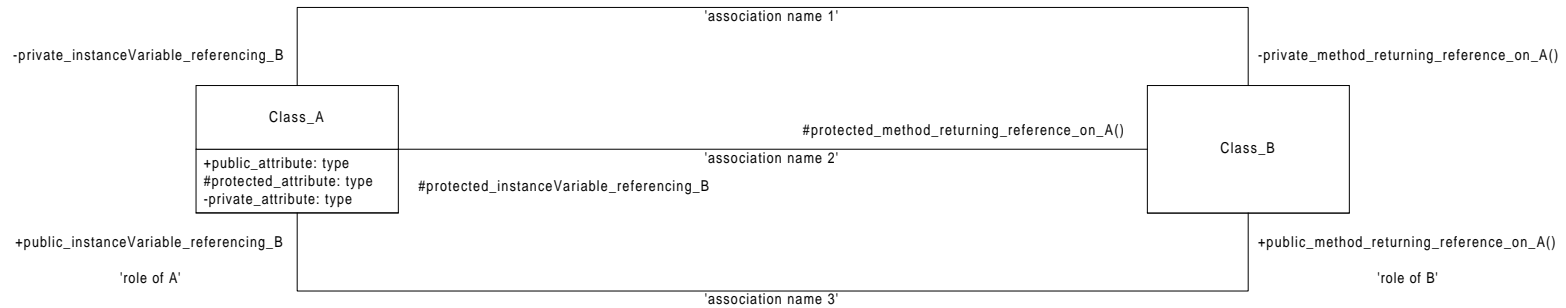 'association name 1'
-private_instanceVariable_referencing_B
-private_method_returning_reference_on_A()
Class_A
#protected_method_returning_reference_on_A()
Class_B
'association name 2'
+public_attribute: type
#protected_attribute: type
-private_attribute: type
#protected_instanceVariable_referencing_B
+public_instanceVariable_referencing_B
+public_method_returning_reference_on_A()
'role of A'
'role of B'
'association name 3'